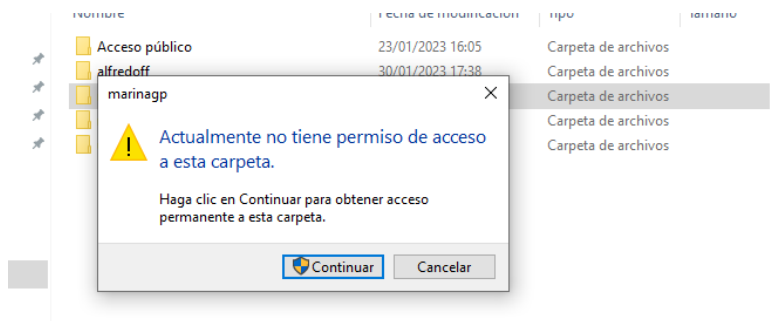 Nombre Fecha de modificación Tipo Tamaño
Acceso público 23/01/2023 16:05 Carpeta de archivos
alfredoff 30/01/2023 17:38 Carpeta de archivos
marinagp Carpeta de archivos
Carpeta de archivos
Carpeta de archivos
Actualmente no tiene permiso de acceso
a esta carpeta.
Haga clic en Continuar para obtener acceso
permanente a esta carpeta.
Continuar Cancelar